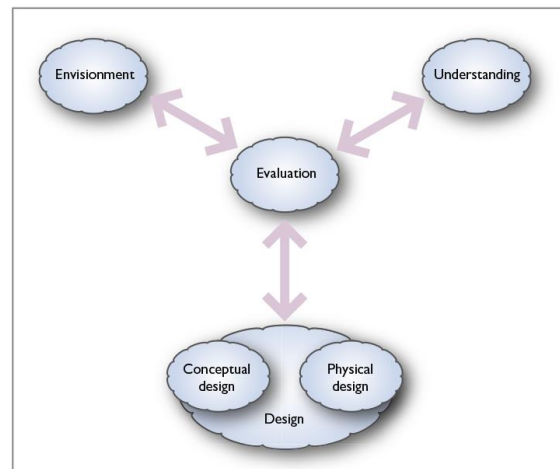 Envisionment
Understanding
Evaluation
Conceptual
design
Physical
design
Design